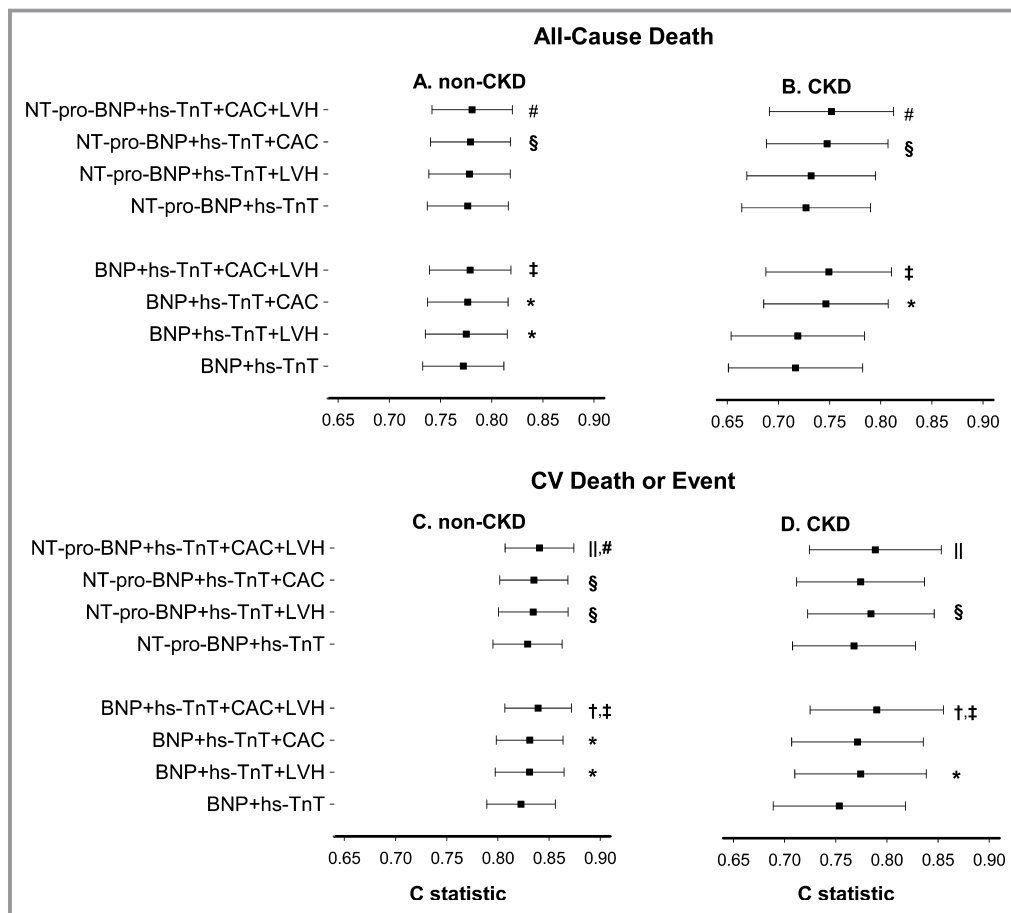 All-Cause Death
A. non-CKD
B. CKD
NT-pro-BNP+hs-TnT+CAC+LVH # #
NT-pro-BNP+hs-TnT+CAC § §
NT-pro-BNP+hs-TnT+LVH
NT-pro-BNP+hs-TnT
BNP+hs-TnT+CAC+LVH ‡ ‡
BNP+hs-TnT+CAC * *
BNP+hs-TnT+LVH *
BNP+hs-TnT
0.65 0.70 0.75 0.80 0.85 0.90 0.65 0.70 0.75 0.80 0.85 0.90
CV Death or Event
C. non-CKD
D. CKD
NT-pro-BNP+hs-TnT+CAC+LVH ||,# ||
NT-pro-BNP+hs-TnT+CAC §
NT-pro-BNP+hs-TnT+LVH § §
NT-pro-BNP+hs-TnT
BNP+hs-TnT+CAC+LVH †,‡ †,‡
BNP+hs-TnT+CAC *
BNP+hs-TnT+LVH * *
BNP+hs-TnT
0.65 0.70 0.75 0.80 0.85 0.90 0.65 0.70 0.75 0.80 0.85 0.90
C statistic C statistic